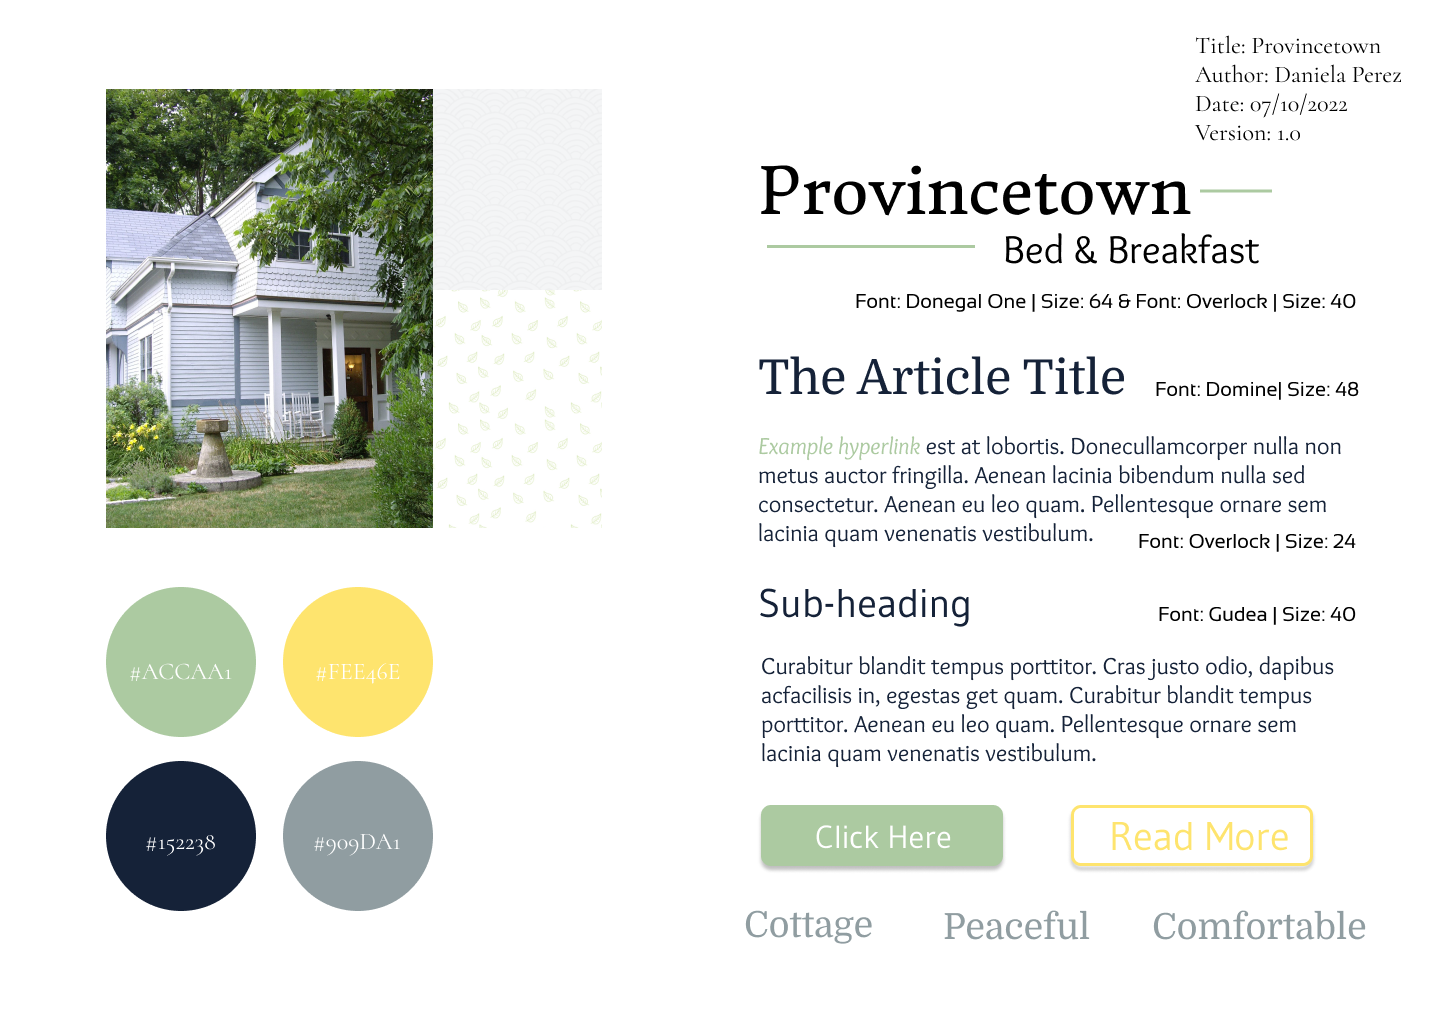 Title: Provincetown
Author: Daniela Perez
Date: 07/10/2022
Version: 1.0
Provincetown
Bed & Breakfast
Font: Donegal One | Size: 64 & Font: Overlock | Size: 40
The Article Title
Font: Domine| Size: 48
Example hyperlink est at lobortis. Donecullamcorper nulla non
metus auctor fringilla. Aenean lacinia bibendum nulla sed
consectetur. Aenean eu leo quam. Pellentesque ornare sem
lacinia quam venenatis vestibulum.
Font: Overlock | Size: 24
Sub-heading
Font: Gudea | Size: 40
Curabitur blandit tempus porttitor. Cras justo odio, dapibus
acfacilisis in, egestas get quam. Curabitur blandit tempus
porttitor. Aenean eu leo quam. Pellentesque ornare sem
lacinia quam venenatis vestibulum.
#ACCAA1
#FEE46E
#152238
#909DA1
Click Here
Read More
Cottage
Peaceful
Comfortable